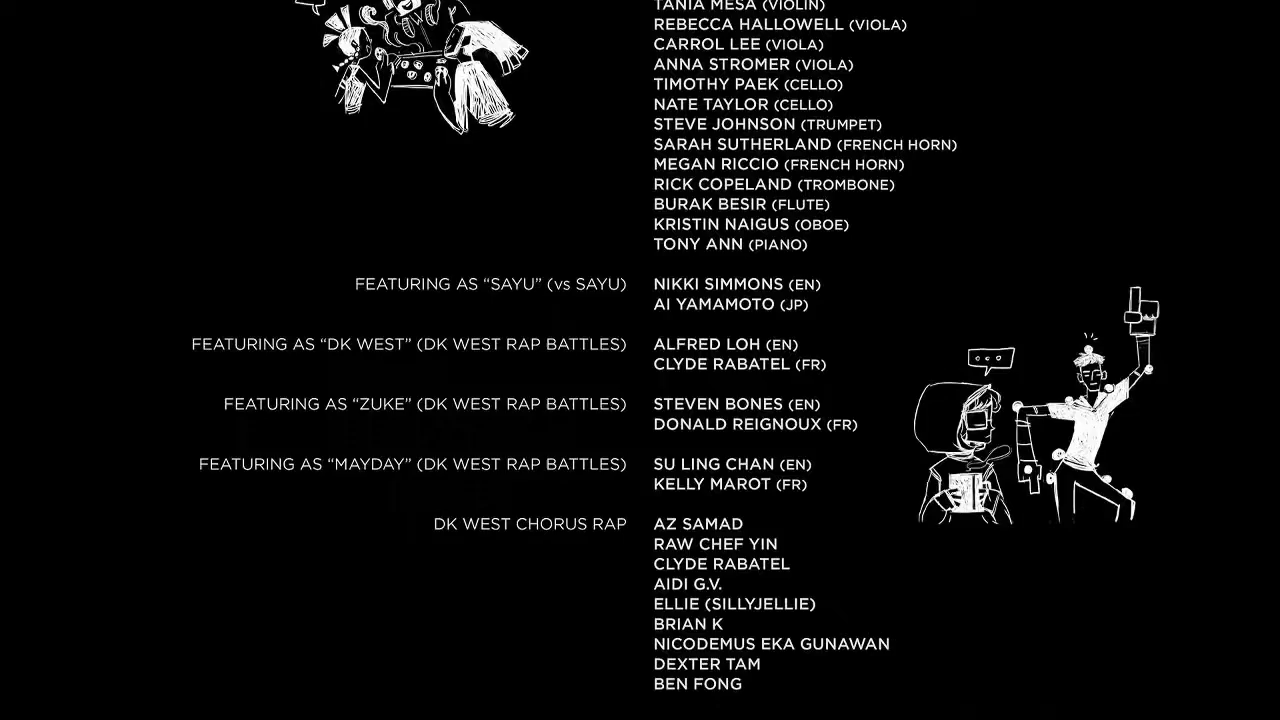 TANIA MESA (VIOLIN)
REBECCA HALLOWELL (VIOLA)
CARROL LEE (VIOLA)
ANNA STROMER (VIOLA)
TIMOTHY PAEK (CELLO)
NATE TAYLOR (CELLO)
STEVE JOHNSON (TRUMPET)
SARAH SUTHERLAND (FRENCH HORN)
MEGAN RICCIO (FRENCH HORN)
RICK COPELAND (TROMBONE)
BURAK BESIR (FLUTE)
KRISTIN NAIGUS (OBOE)
TONY ANN (PIANO)
FEATURING AS “SAYU” (vs SAYU) NIKKI SIMMONS (EN)
AI YAMAMOTO (JP)
FEATURING AS “DK WEST” (DK WEST RAP BATTLES) ALFRED LOH (EN)
CLYDE RABATEL (FR)
FEATURING AS “ZUKE” (DK WEST RAP BATTLES) STEVEN BONES (EN)
DONALD REIGNOUX (FR)
FEATURING AS “MAYDAY” (DK WEST RAP BATTLES) SU LING CHAN (EN)
KELLY MAROT (FR)
DK WEST CHORUS RAP AZ SAMAD
RAW CHEF YIN
CLYDE RABATEL
AIDI G.V.
ELLIE (SILLYJELLIE)
BRIAN K
NICODEMUS EKA GUNAWAN
DEXTER TAM
BEN FONG